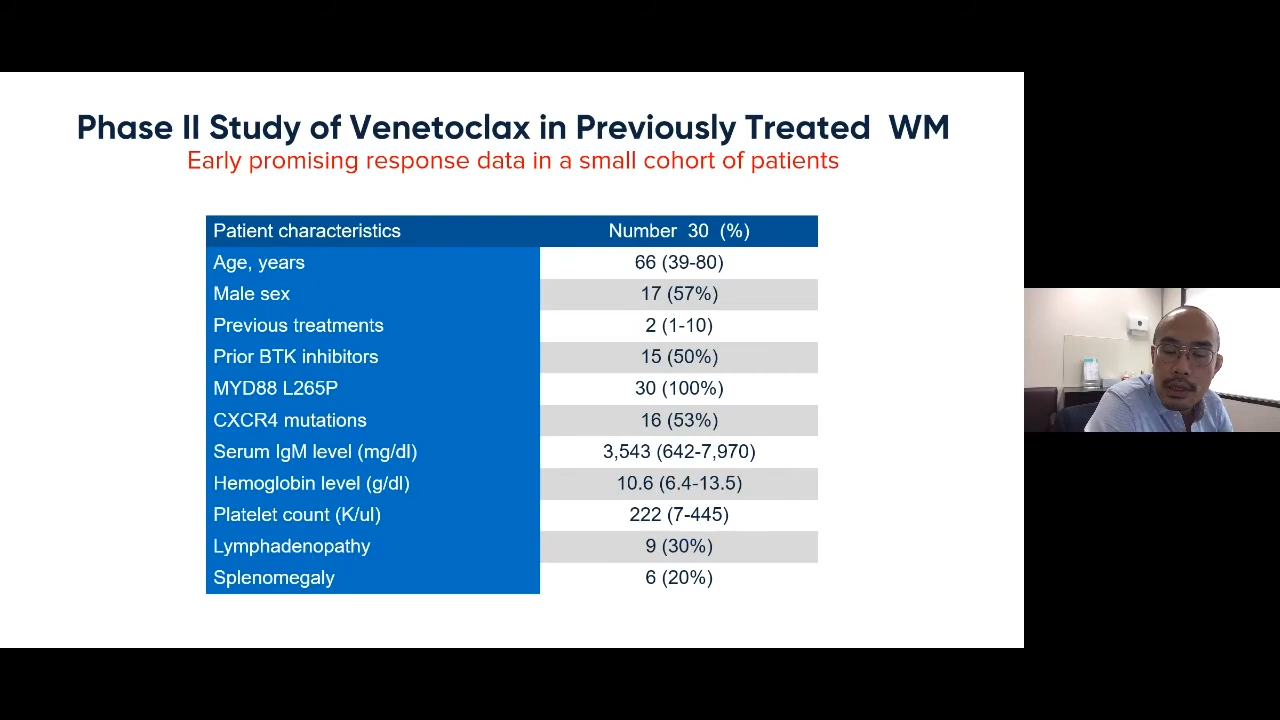 Phase II Study of Venetoclax in Previously Treated WM
Early promising response data in a small cohort of patients
Patient characteristics Number 30 (%)
Age, years 66 (39-80)
Male sex 17 (57%)
Previous treatments 2 (1-10)
Prior BTK inhibitors 15 (50%)
MYD88 L265P 30 (100%)
CXCR4 mutations 16 (53%)
Serum IgM level (mg/dl) 3,543 (642-7,970)
Hemoglobin level (g/dl) 10.6 (6.4-13.5)
Platelet count (K/ul) 222 (7-445)
Lymphadenopathy 9 (30%)
Splenomegaly 6 (20%)